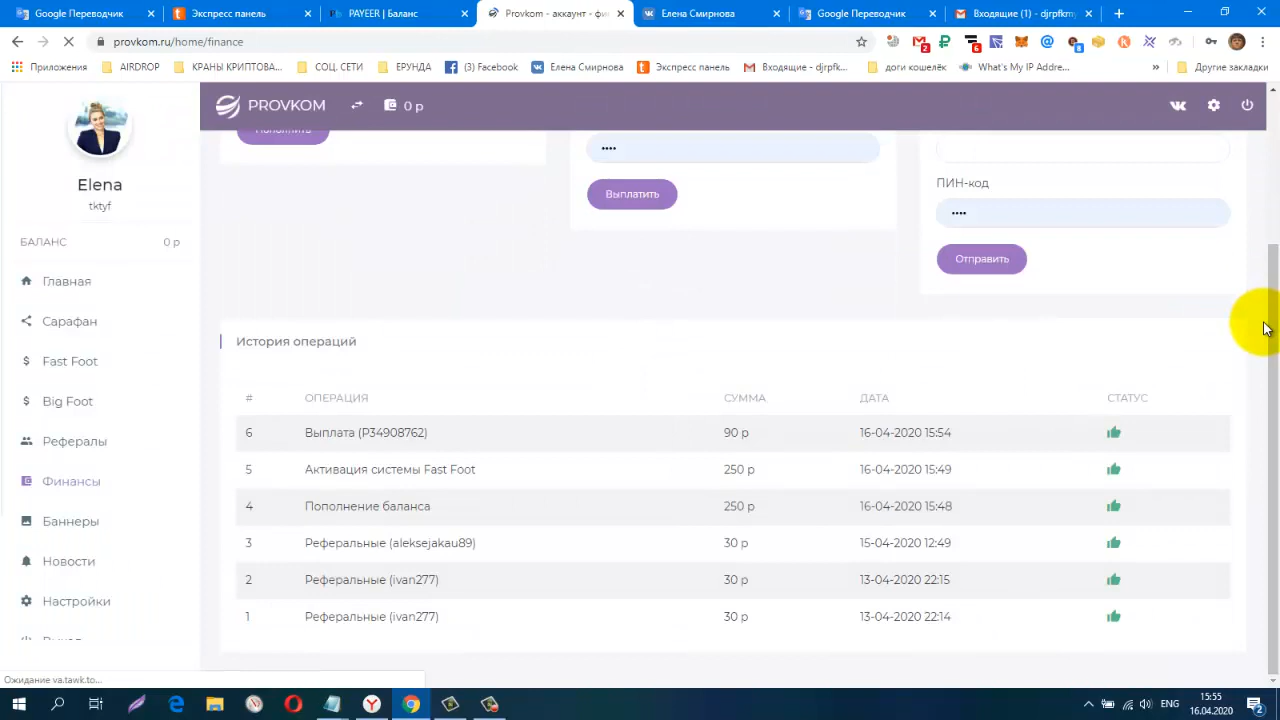 Google Переводчик
Экспресс панель
PAYEER | Баланс
Provkom - аккаунт - фи
Елена Смирнова
Google Переводчик
Входящие (1) - djrpfkm
provkom.ru/home/finance
2
6
8
Приложения
AIRDROP
КРАНЫ КРИПТОВА...
СОЦ. СЕТИ
ЕРУНДА
(3) Facebook
Елена Смирнова
Экспресс панель
Входящие - djrpfk...
доги кошелёк
What's My IP Addre...
»
Другие закладки
PROVKOM
0 р
Elena
tktyf
БАЛАНС 0 р
Главная
Сарафан
Fast Foot
Big Foot
Рефералы
Финансы
Баннеры
Новости
Настройки
Выход
Пополнить
••••
Выплатить
ПИН-код
••••
Отправить
История операций
# ОПЕРАЦИЯ СУММА ДАТА СТАТУС
6 Выплата (P34908762) 90 р 16-04-2020 15:54
5 Активация системы Fast Foot 250 р 16-04-2020 15:49
4 Пополнение баланса 250 р 16-04-2020 15:48
3 Реферальные (aleksejakau89) 30 р 15-04-2020 12:49
2 Реферальные (ivan277) 30 р 13-04-2020 22:15
1 Реферальные (ivan277) 30 р 13-04-2020 22:14
Ожидание va.tawk.to...
ENG
15:55
16.04.2020
2